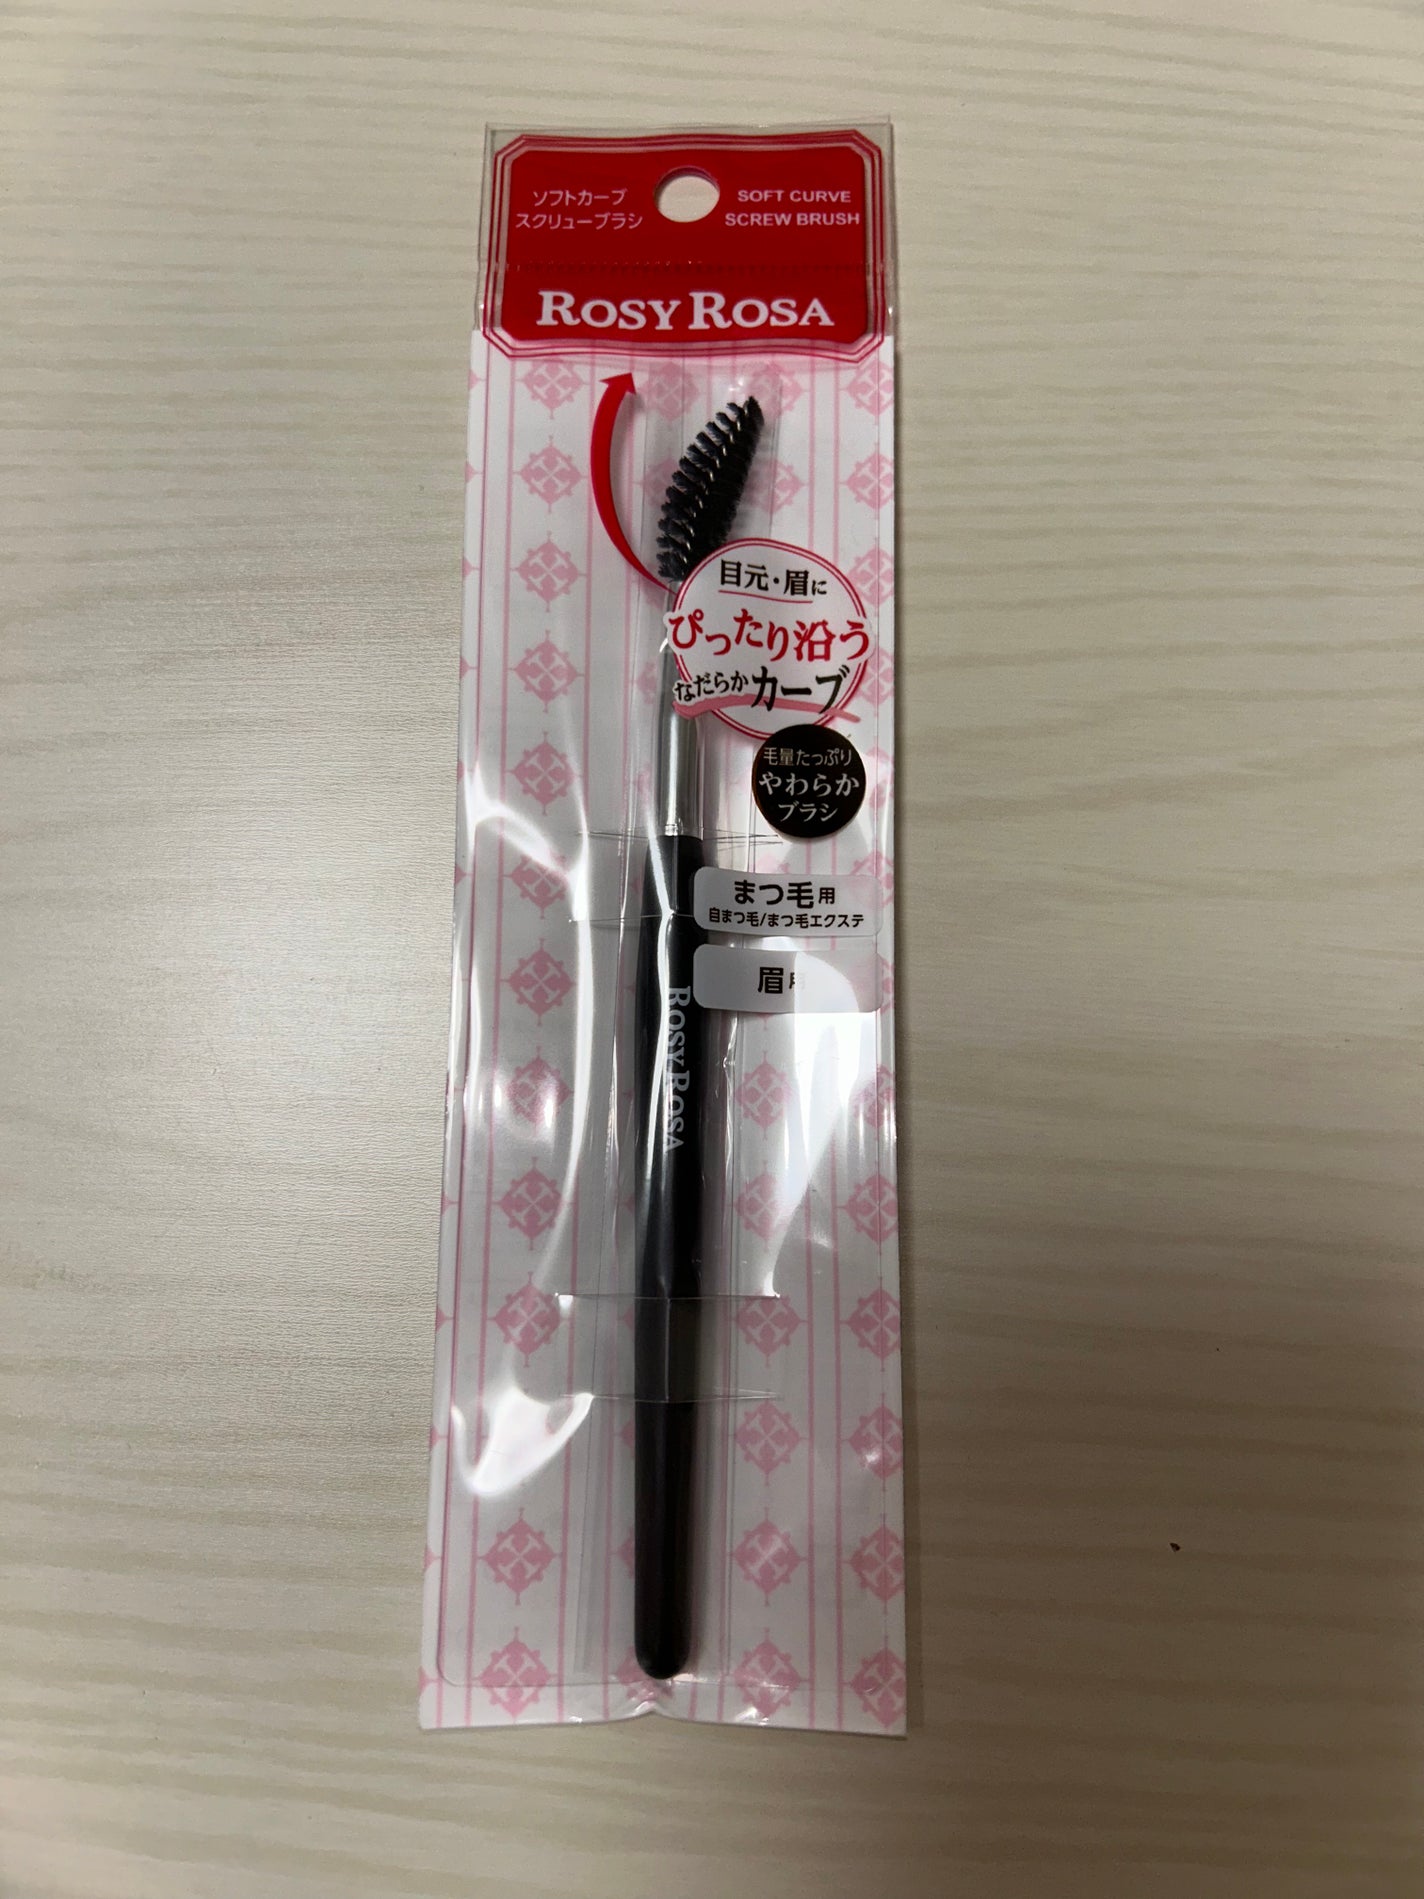 ソフトカーブ
スクリューブラシ
SOFT CURVE
SCREW BRUSH
ROSY ROSA
目元・眉に
ぴったり沿う
なだらかカーブ
毛量たっぷり
やわらか
ブラシ
まつ毛用
自まつ毛/まつ毛エクステ
眉用
ROSY ROSA